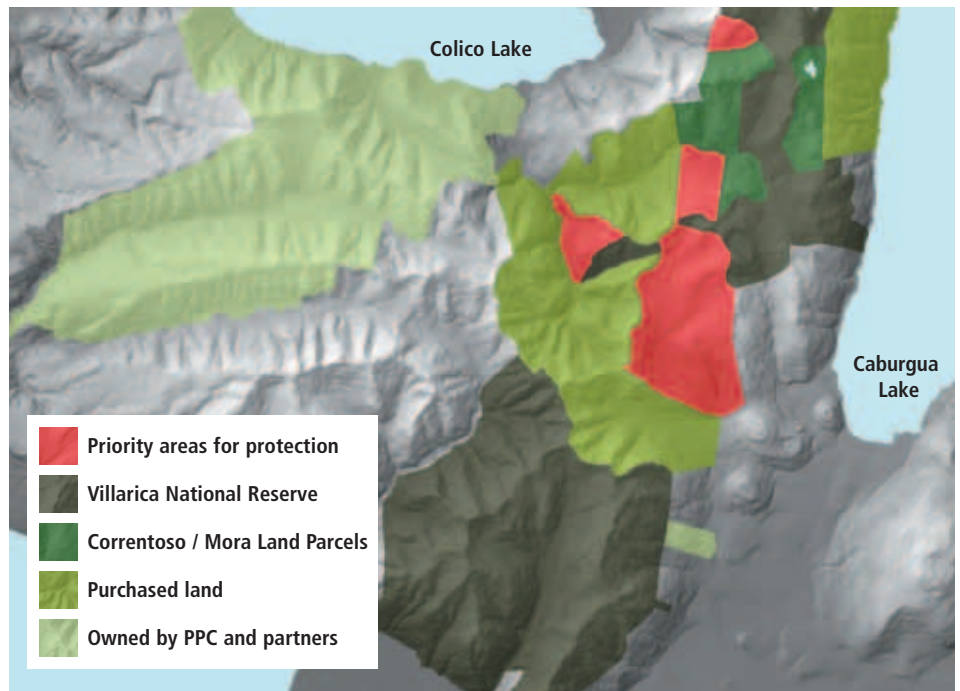 Colico Lake
Caburgua
Lake
Priority areas for protection
Villarica National Reserve
Correntoso / Mora Land Parcels
Purchased land
Owned by PPC and partners